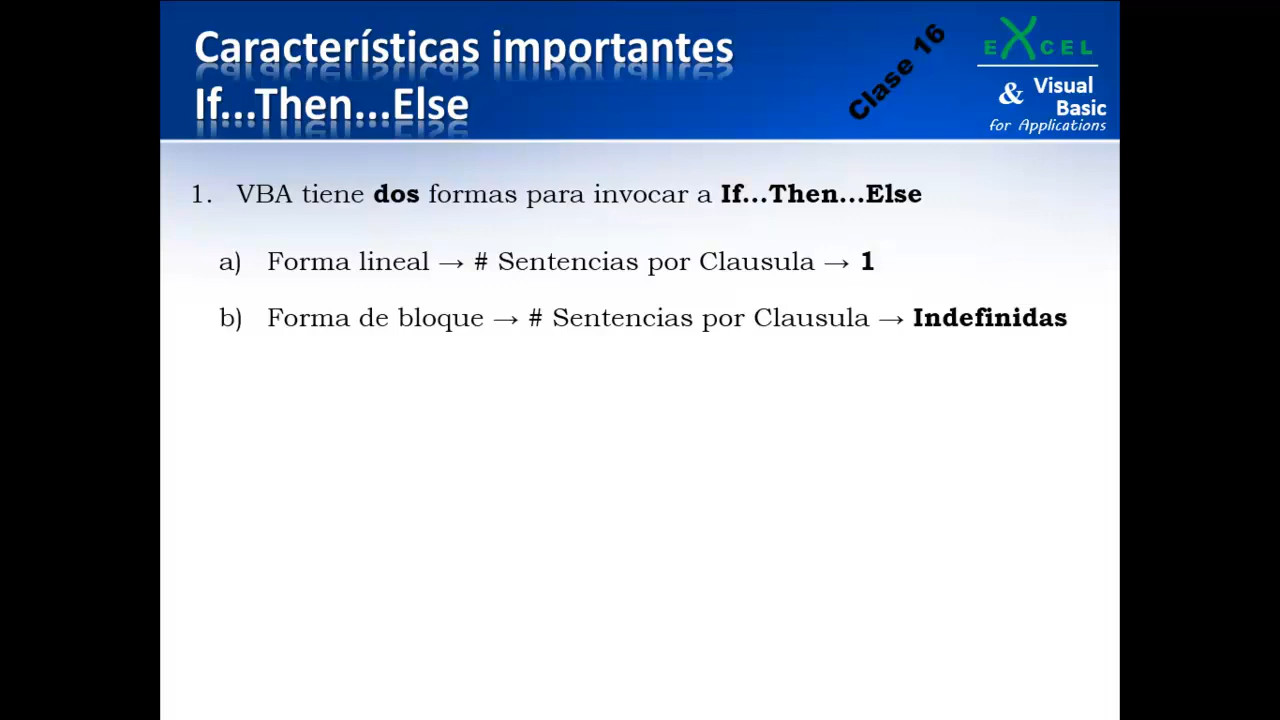 Características importantes
If...Then...Else
Clase 16
EXCEL
& Visual
Basic
for Applications
1. VBA tiene dos formas para invocar a If...Then...Else
a) Forma lineal → # Sentencias por Clausula → 1
b) Forma de bloque → # Sentencias por Clausula → Indefinidas